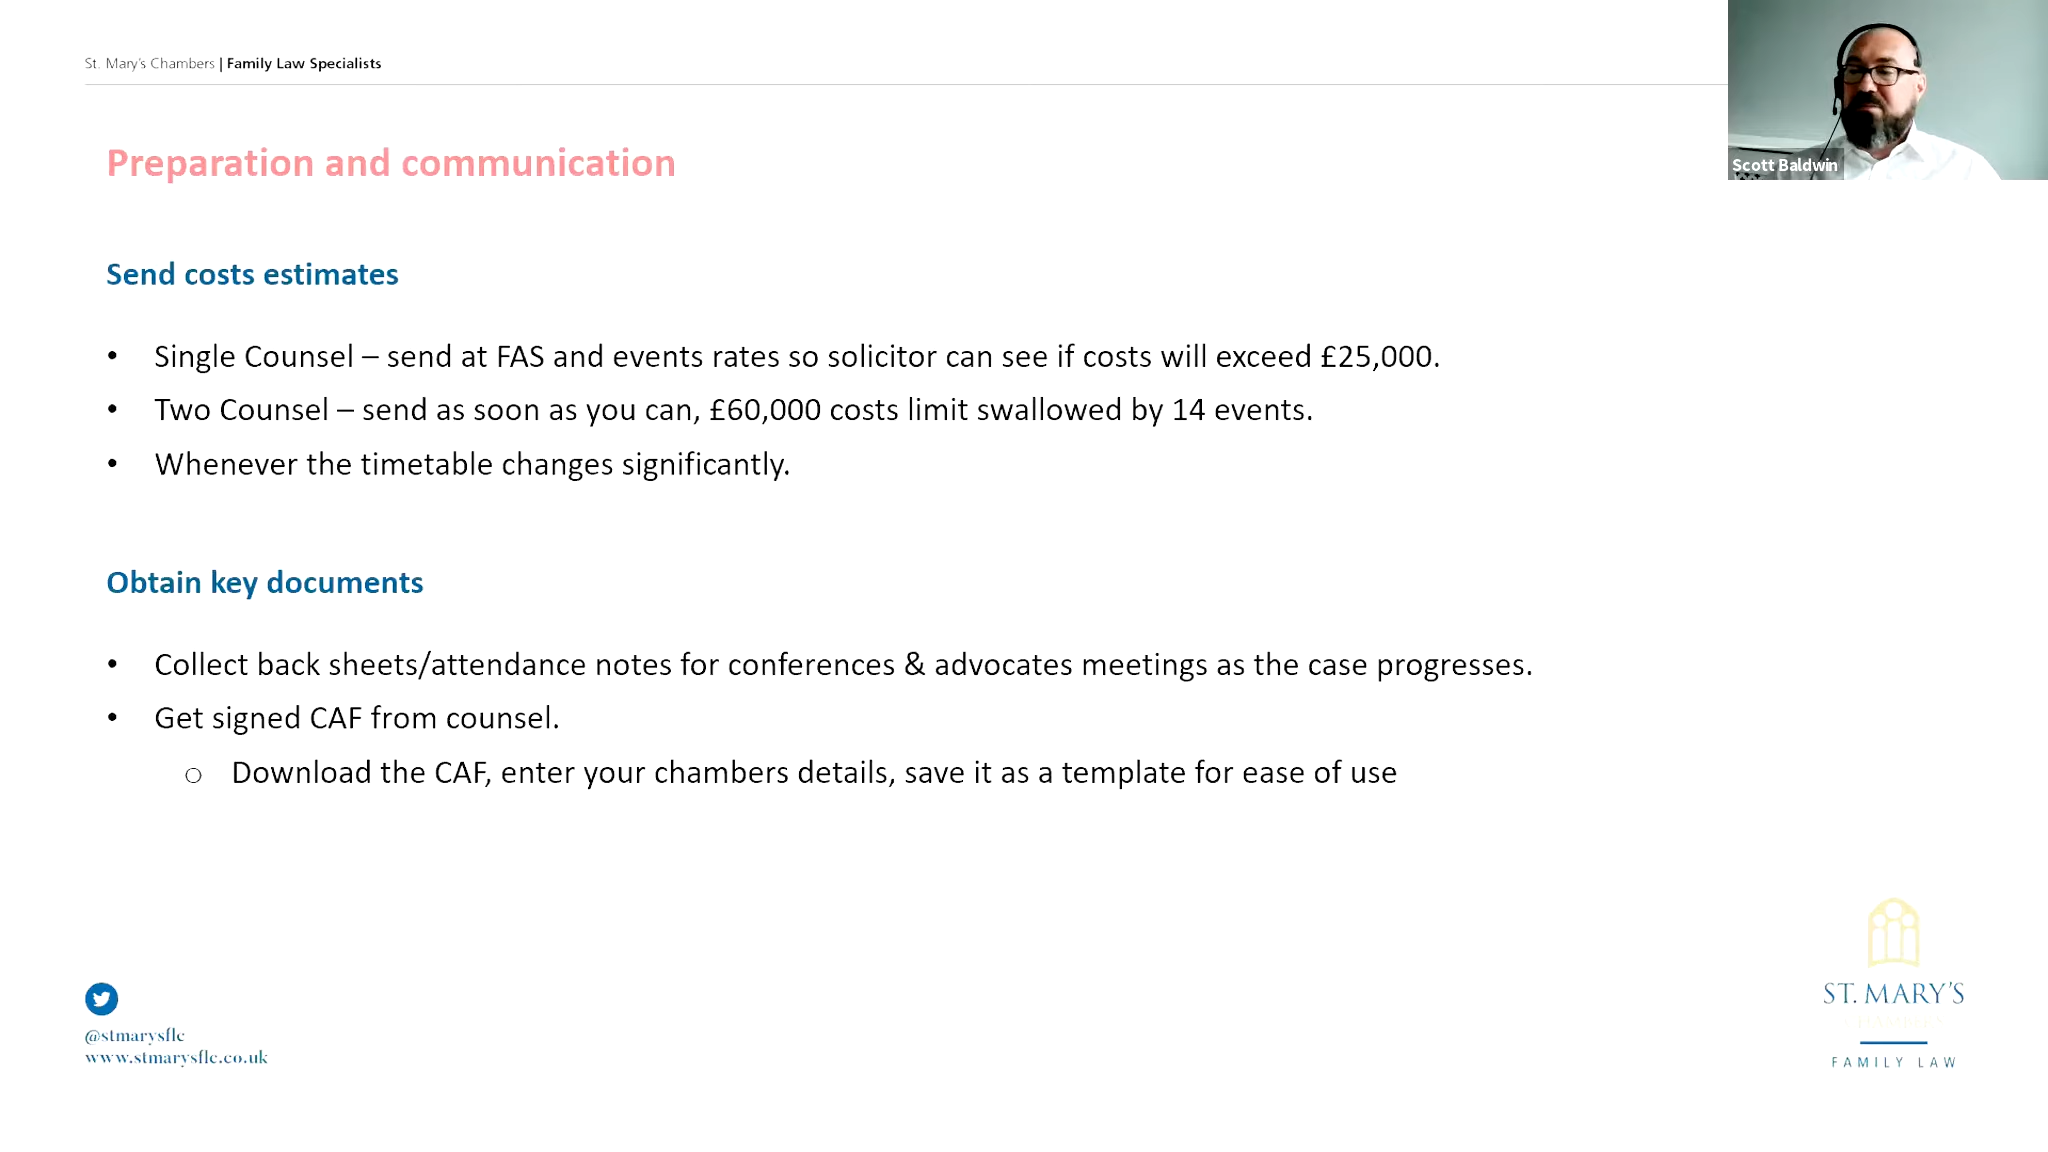 St. Mary's Chambers | Family Law Specialists
Scott Baldwin
Preparation and communication
Send costs estimates
• Single Counsel – send at FAS and events rates so solicitor can see if costs will exceed £25,000.
• Two Counsel – send as soon as you can, £60,000 costs limit swallowed by 14 events.
• Whenever the timetable changes significantly.
Obtain key documents
• Collect back sheets/attendance notes for conferences & advocates meetings as the case progresses.
• Get signed CAF from counsel.
o Download the CAF, enter your chambers details, save it as a template for ease of use
@stmarysflc
www.stmarysflc.co.uk
ST. MARY'S
CHAMBERS
FAMILY LAW